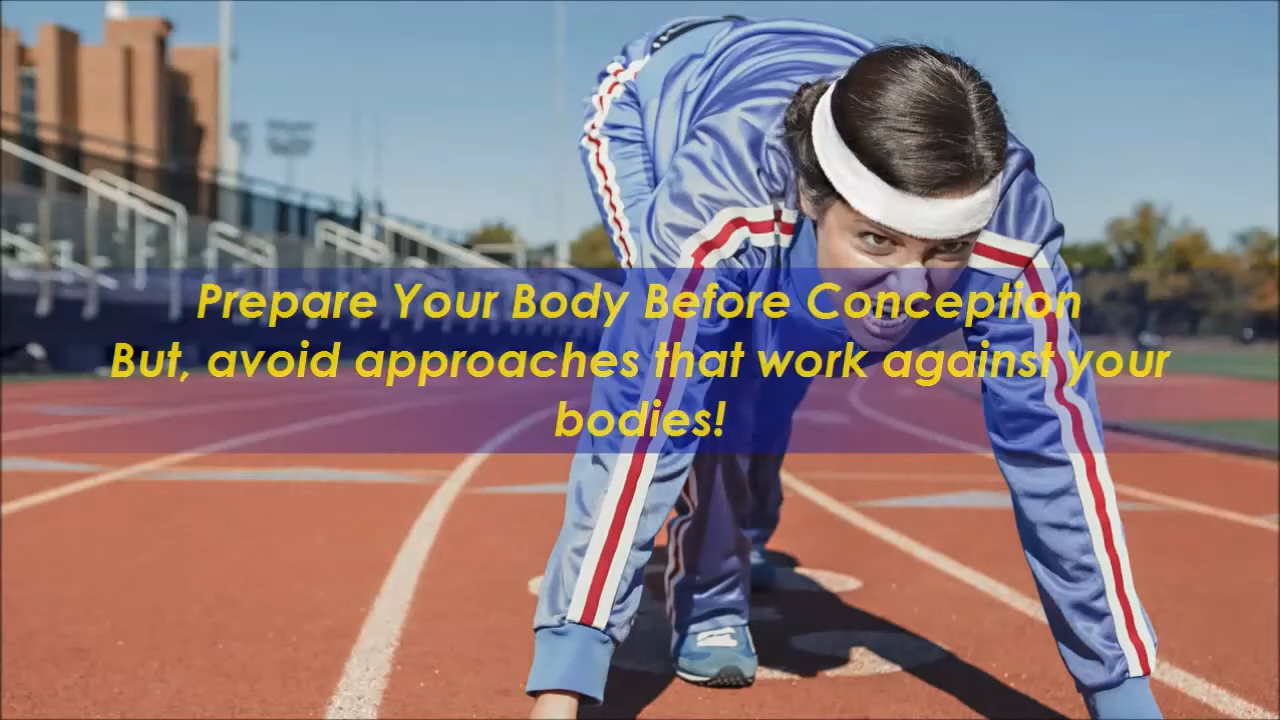 Prepare Your Body Before Conception
But, avoid approaches that work against your
bodies!